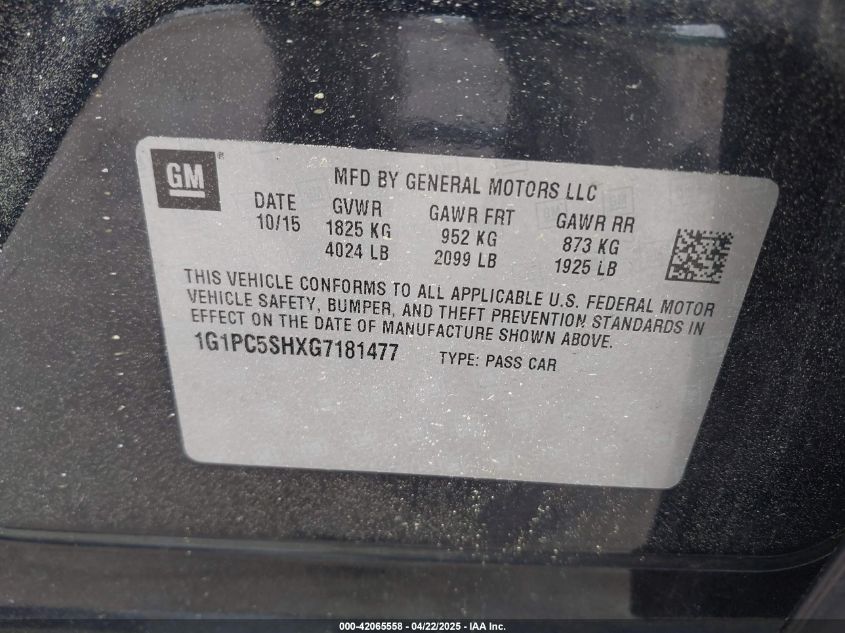 GM
MFD BY GENERAL MOTORS LLC
DATE GVWR GAWR FRT GAWR RR
10/15 1825 KG 952 KG 873 KG
4024 LB 2099 LB 1925 LB
THIS VEHICLE CONFORMS TO ALL APPLICABLE U.S. FEDERAL MOTOR
VEHICLE SAFETY, BUMPER, AND THEFT PREVENTION STANDARDS IN
EFFECT ON THE DATE OF MANUFACTURE SHOWN ABOVE.
1G1PC5SHXG7181477 TYPE: PASS CAR
000-42065558 - 04/22/2025 - IAA Inc.